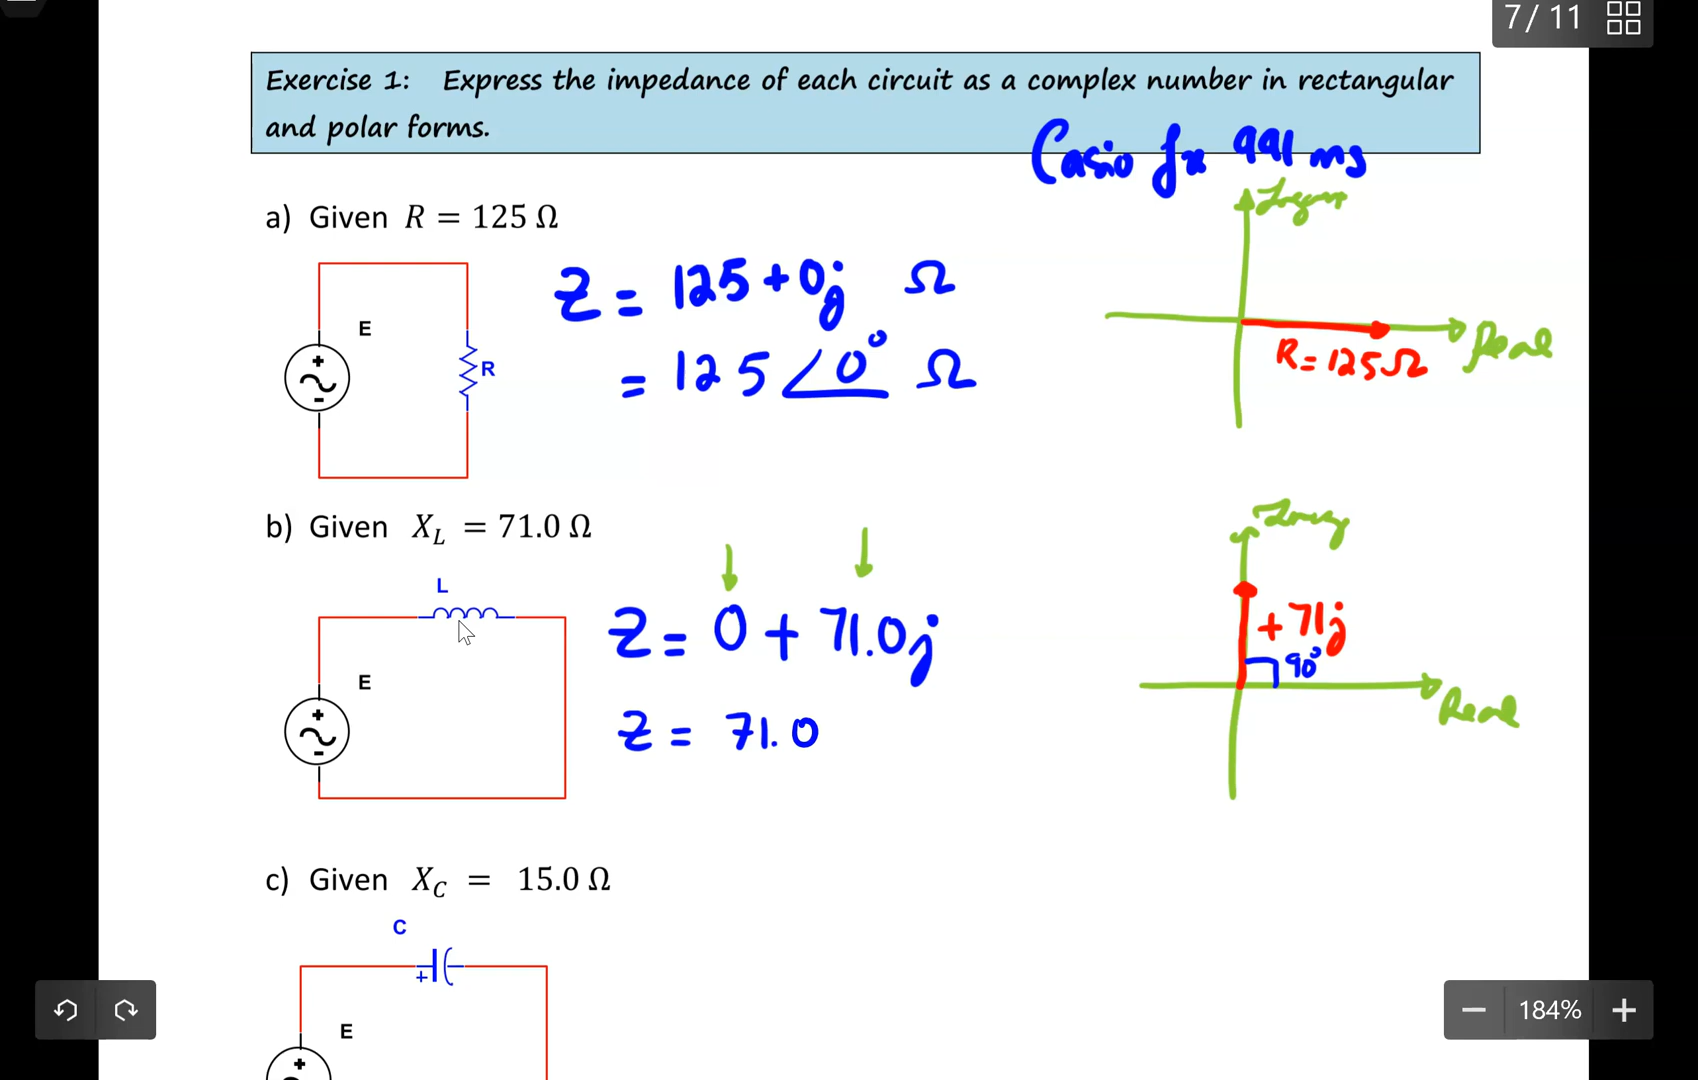 7 / 11
Exercise 1: Express the impedance of each circuit as a complex number in rectangular
and polar forms.
Casio fx 991 ms
a) Given R = 125 Ω
E
+
-
R
Z = 125 + 0j Ω
= 125 ∠0° Ω
Real
R = 125Ω
b) Given X_L = 71.0 Ω
L
E
+
-
Z = 0 + 71.0j
Z = 71.0
Imag
+ 71j
90°
Real
c) Given X_C = 15.0 Ω
C
+
E
+
184%